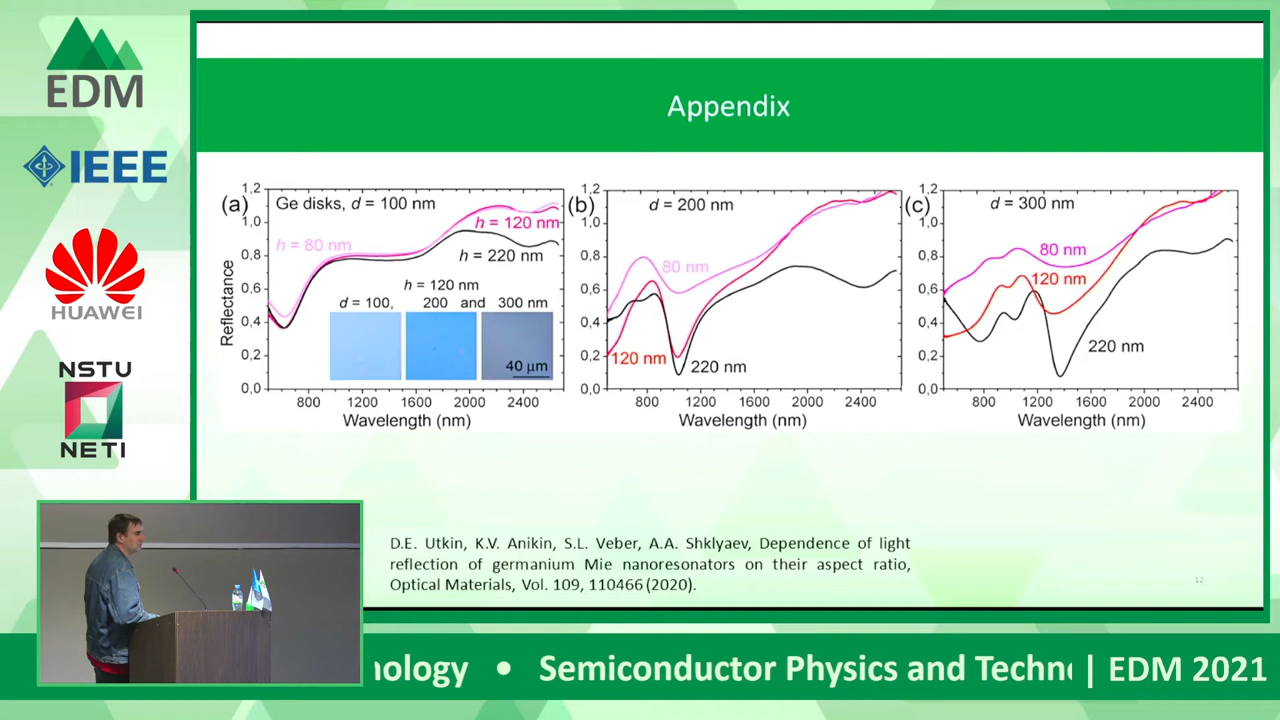 EDM
IEEE
HUAWEI
NSTU
NETI
Appendix
(a)
Ge disks, d = 100 nm
h = 120 nm
h = 80 nm
h = 220 nm
h = 120 nm
d = 100, 200 and 300 nm
40 μm
Reflectance
1,2
1,0
0,8
0,6
0,4
0,2
0,0
800 1200 1600 2000 2400
Wavelength (nm)
(b)
d = 200 nm
80 nm
120 nm
220 nm
1,2
1,0
0,8
0,6
0,4
0,2
0,0
800 1200 1600 2000 2400
Wavelength (nm)
(c)
d = 300 nm
80 nm
120 nm
220 nm
1,2
1,0
0,8
0,6
0,4
0,2
0,0
800 1200 1600 2000 2400
Wavelength (nm)
D.E. Utkin, K.V. Anikin, S.L. Veber, A.A. Shklyaev, Dependence of light
reflection of germanium Mie nanoresonators on their aspect ratio,
Optical Materials, Vol. 109, 110466 (2020).
12
nology • Semiconductor Physics and Techn | EDM 2021